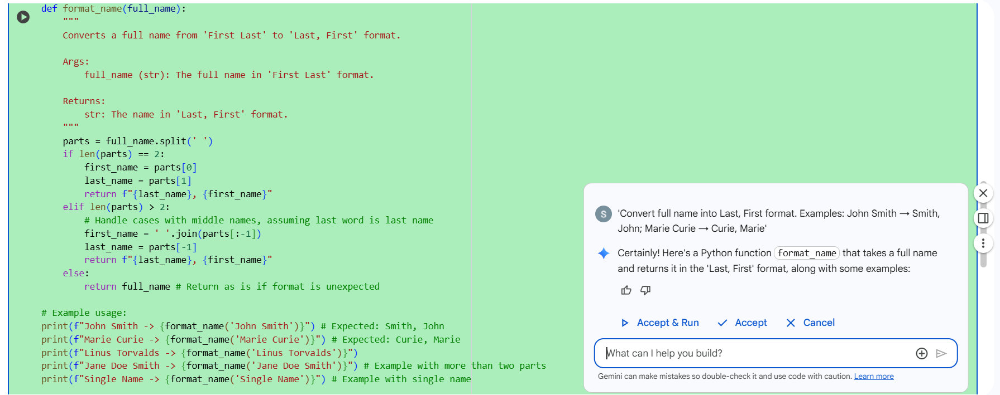 def format_name(full_name):
    """
    Converts a full name from 'First Last' to 'Last, First' format.

    Args:
        full_name (str): The full name in 'First Last' format.

    Returns:
        str: The name in 'Last, First' format.
    """
    parts = full_name.split(' ')
    if len(parts) == 2:
        first_name = parts[0]
        last_name = parts[1]
        return f"{last_name}, {first_name}"
    elif len(parts) > 2:
        # Handle cases with middle names, assuming last word is last name
        first_name = ' '.join(parts[:-1])
        last_name = parts[-1]
        return f"{last_name}, {first_name}"
    else:
        return full_name # Return as is if format is unexpected

# Example usage:
print(f"John Smith -> {format_name('John Smith')}") # Expected: Smith, John
print(f"Marie Curie -> {format_name('Marie Curie')}") # Expected: Curie, Marie
print(f"Linus Torvalds -> {format_name('Linus Torvalds')}")
print(f"Jane Doe Smith -> {format_name('Jane Doe Smith')}") # Example with more than two parts
print(f"Single Name -> {format_name('Single Name')}") # Example with single name
S
'Convert full name into Last, First format. Examples: John Smith → Smith,
John; Marie Curie → Curie, Marie'
Certainly! Here's a Python function format_name that takes a full name
and returns it in the 'Last, First' format, along with some examples:
Accept & Run Accept Cancel
What can I help you build?
Gemini can make mistakes so double-check it and use code with caution. Learn more